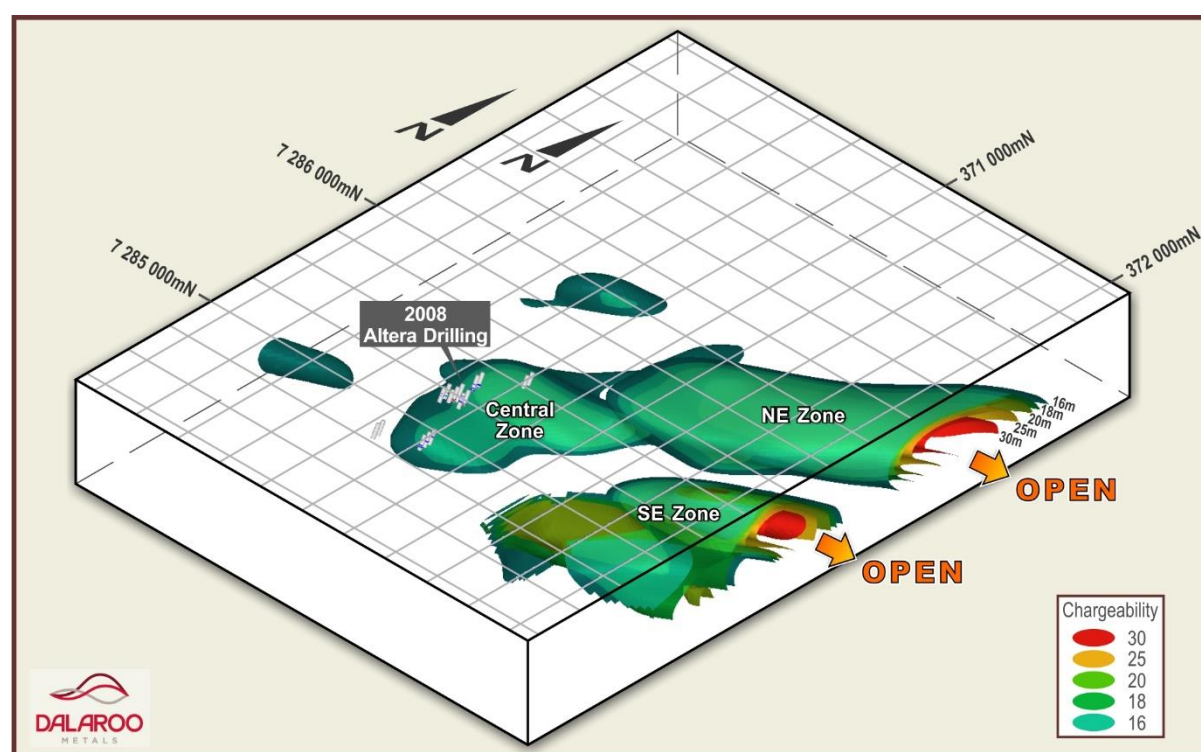 N
N
7 286 000mN
7 285 000mN
371 000mN
372 000mN
2008
Altera Drilling
Central
Zone
NE Zone
SE Zone
16m
18m
20m
25m
30m
OPEN
OPEN
Chargeability
30
25
20
18
16
DALAROO
METALS